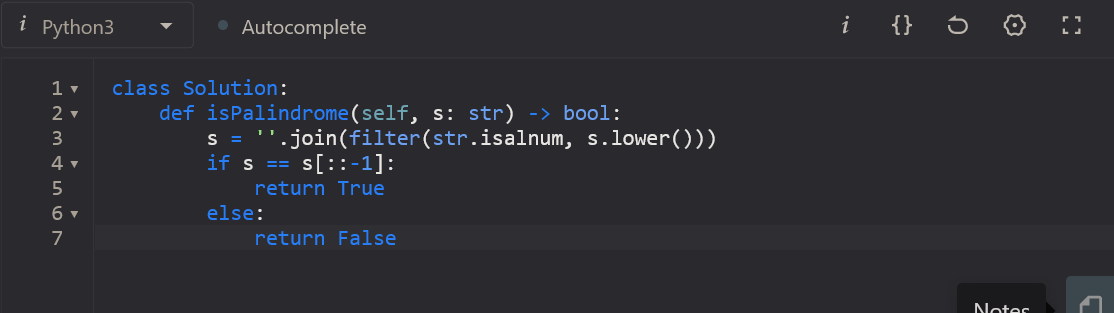 i Python3 Autocomplete i {}
1 class Solution:
2     def isPalindrome(self, s: str) -> bool:
3         s = ''.join(filter(str.isalnum, s.lower()))
4         if s == s[::-1]:
5             return True
6         else:
7             return False
Notes